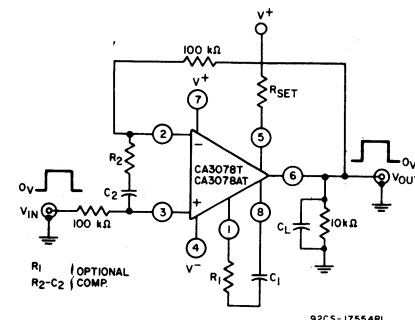 V+
100 kΩ
V+
RSET
7
5
2
−
R2
CA3078T
CA3078AT
6
0V
VOUT
0V
C2
8
VIN
100 kΩ
3
+
1
CL
10kΩ
4
V−
R1
C1
R1 } OPTIONAL
R2-C2 } COMP.
92CS-17554R1